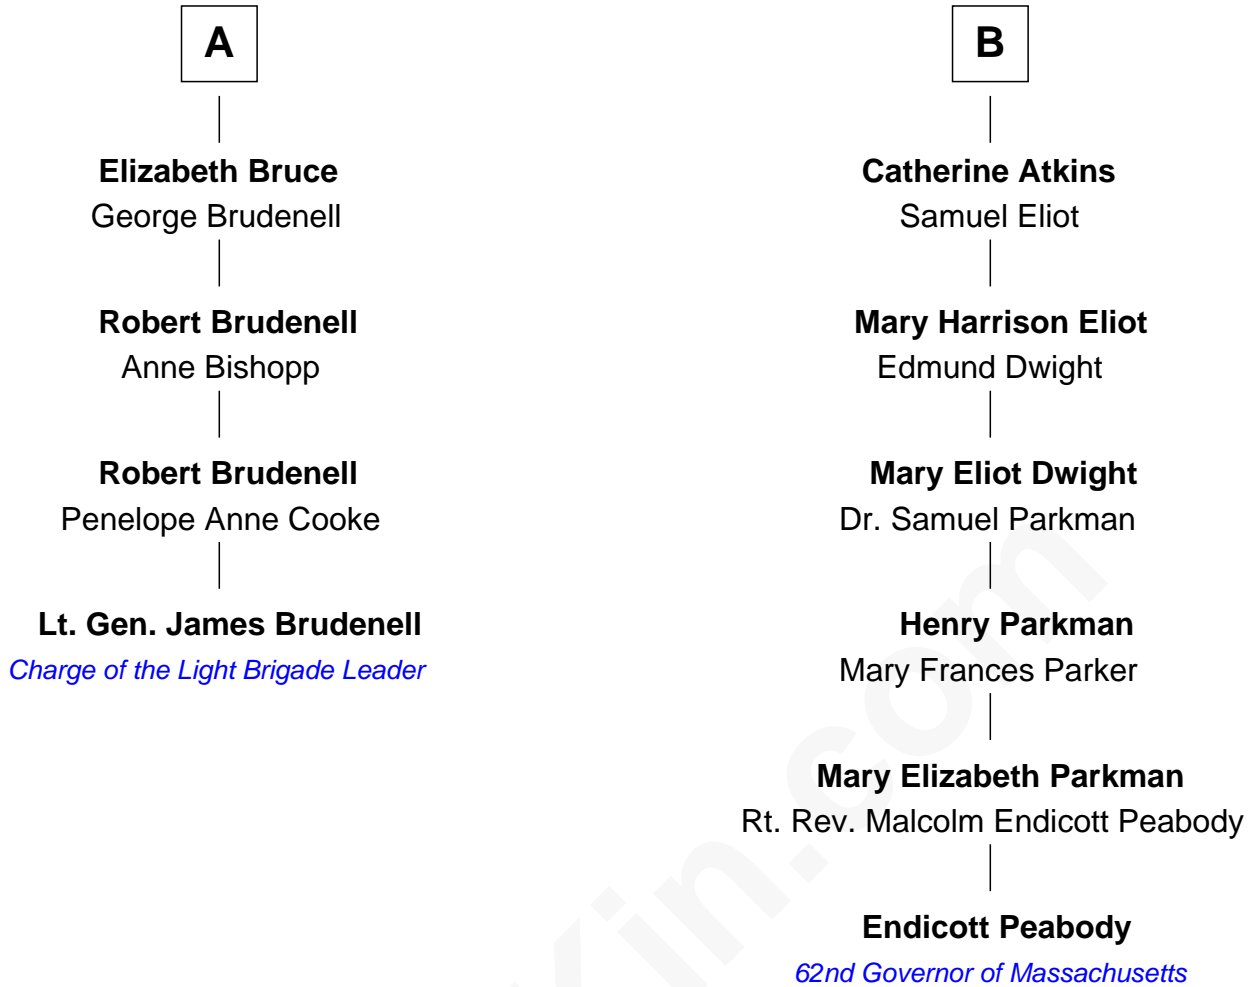 A
Elizabeth Bruce
George Brudenell
Robert Brudenell
Anne Bishopp
Robert Brudenell
Penelope Anne Cooke
Lt. Gen. James Brudenell
Charge of the Light Brigade Leader
B
Catherine Atkins
Samuel Eliot
Mary Harrison Eliot
Edmund Dwight
Mary Eliot Dwight
Dr. Samuel Parkman
Henry Parkman
Mary Frances Parker
Mary Elizabeth Parkman
Rt. Rev. Malcolm Endicott Peabody
Endicott Peabody
62nd Governor of Massachusetts
Kin.com